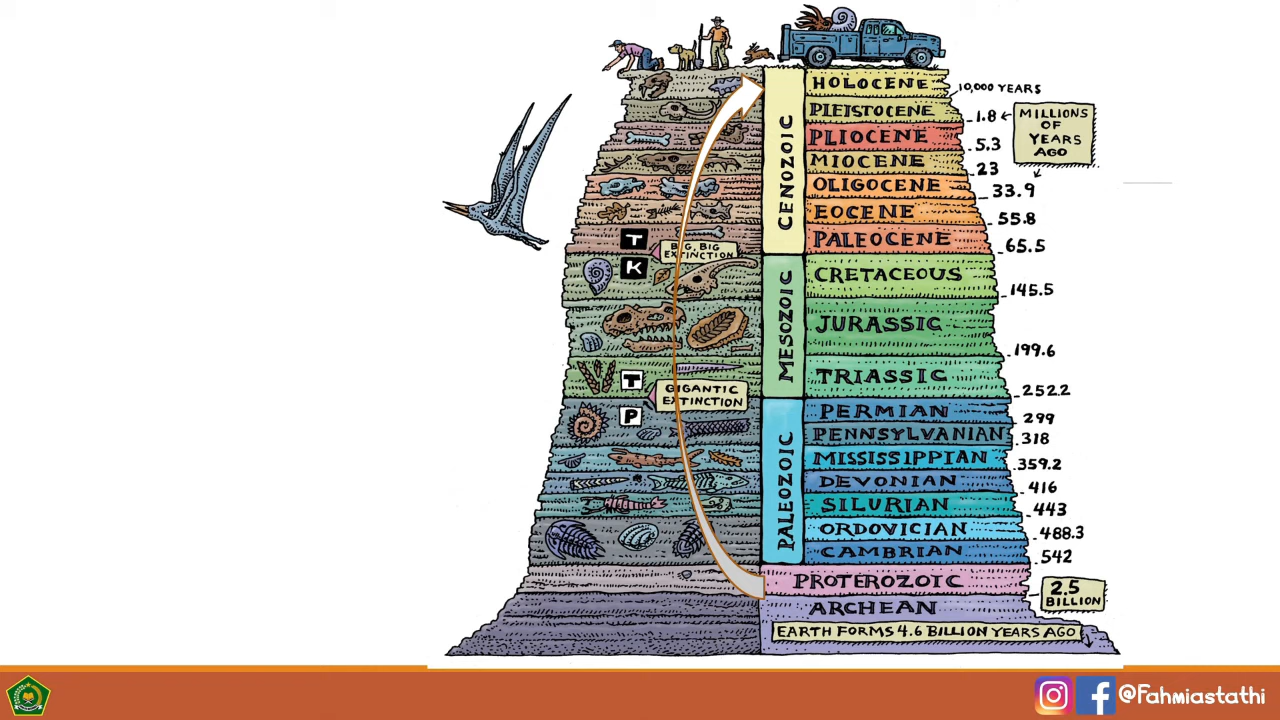 HOLOCENE
10,000 YEARS
PLEISTOCENE
1.8
MILLIONS
OF
YEARS
AGO
PLIOCENE
5.3
MIOCENE
23
OLIGOCENE
33.9
EOCENE
55.8
PALEOCENE
65.5
CENOZOIC
T
BIG, BIG
EXTINCTION
K
CRETACEOUS
145.5
JURASSIC
199.6
TRIASSIC
252.2
MESOZOIC
T
GIGANTIC
EXTINCTION
P
PERMIAN
299
PENNSYLVANIAN
318
MISSISSIPPIAN
359.2
DEVONIAN
416
SILURIAN
443
ORDOVICIAN
488.3
CAMBRIAN
542
PALEOZOIC
PROTEROZOIC
2.5
BILLION
ARCHEAN
EARTH FORMS 4.6 BILLION YEARS AGO
@Fahmiastathi